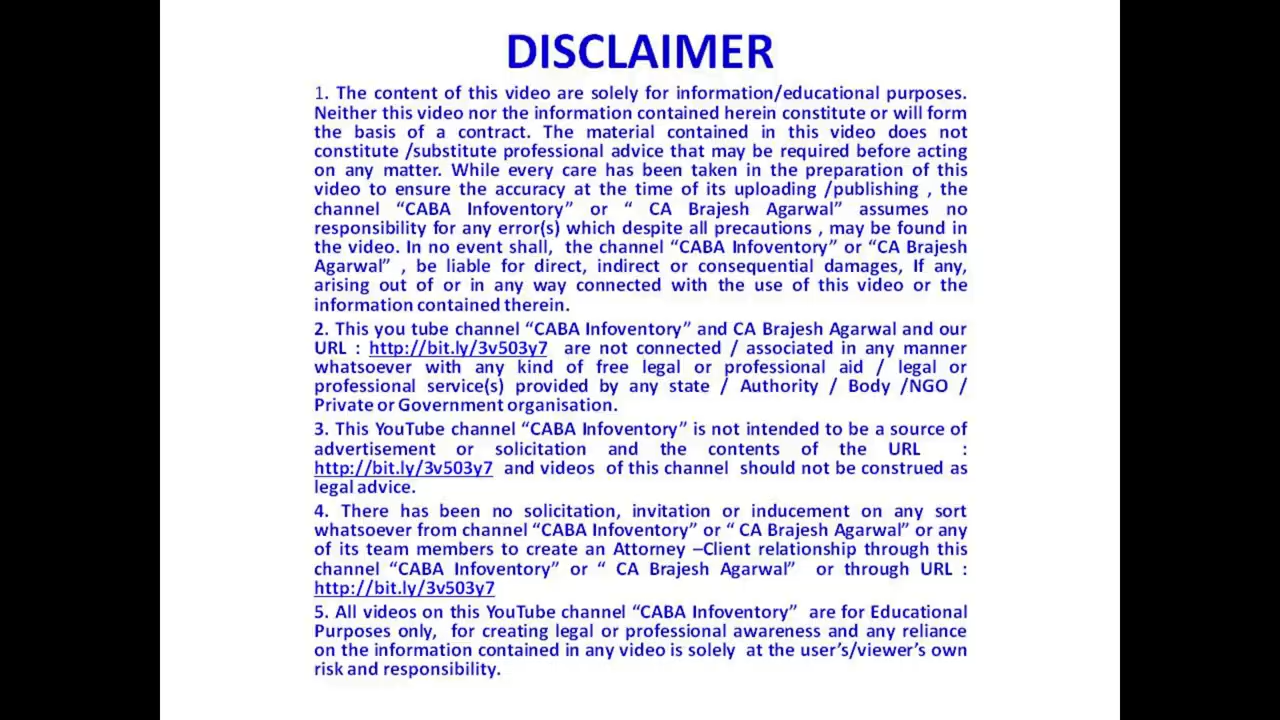 DISCLAIMER
1. The content of this video are solely for information/educational purposes.
Neither this video nor the information contained herein constitute or will form
the basis of a contract. The material contained in this video does not
constitute /substitute professional advice that may be required before acting
on any matter. While every care has been taken in the preparation of this
video to ensure the accuracy at the time of its uploading /publishing , the
channel “CABA Infoventory” or “ CA Brajesh Agarwal” assumes no
responsibility for any error(s) which despite all precautions , may be found in
the video. In no event shall, the channel “CABA Infoventory” or “CA Brajesh
Agarwal” , be liable for direct, indirect or consequential damages, If any,
arising out of or in any way connected with the use of this video or the
information contained therein.
2. This you tube channel “CABA Infoventory” and CA Brajesh Agarwal and our
URL : http://bit.ly/3v503y7 are not connected / associated in any manner
whatsoever with any kind of free legal or professional aid / legal or
professional service(s) provided by any state / Authority / Body /NGO /
Private or Government organisation.
3. This YouTube channel “CABA Infoventory” is not intended to be a source of
advertisement or solicitation and the contents of the URL :
http://bit.ly/3v503y7 and videos of this channel should not be construed as
legal advice.
4. There has been no solicitation, invitation or inducement on any sort
whatsoever from channel “CABA Infoventory” or “ CA Brajesh Agarwal” or any
of its team members to create an Attorney –Client relationship through this
channel “CABA Infoventory” or “ CA Brajesh Agarwal” or through URL :
http://bit.ly/3v503y7
5. All videos on this YouTube channel “CABA Infoventory” are for Educational
Purposes only, for creating legal or professional awareness and any reliance
on the information contained in any video is solely at the user’s/viewer’s own
risk and responsibility.